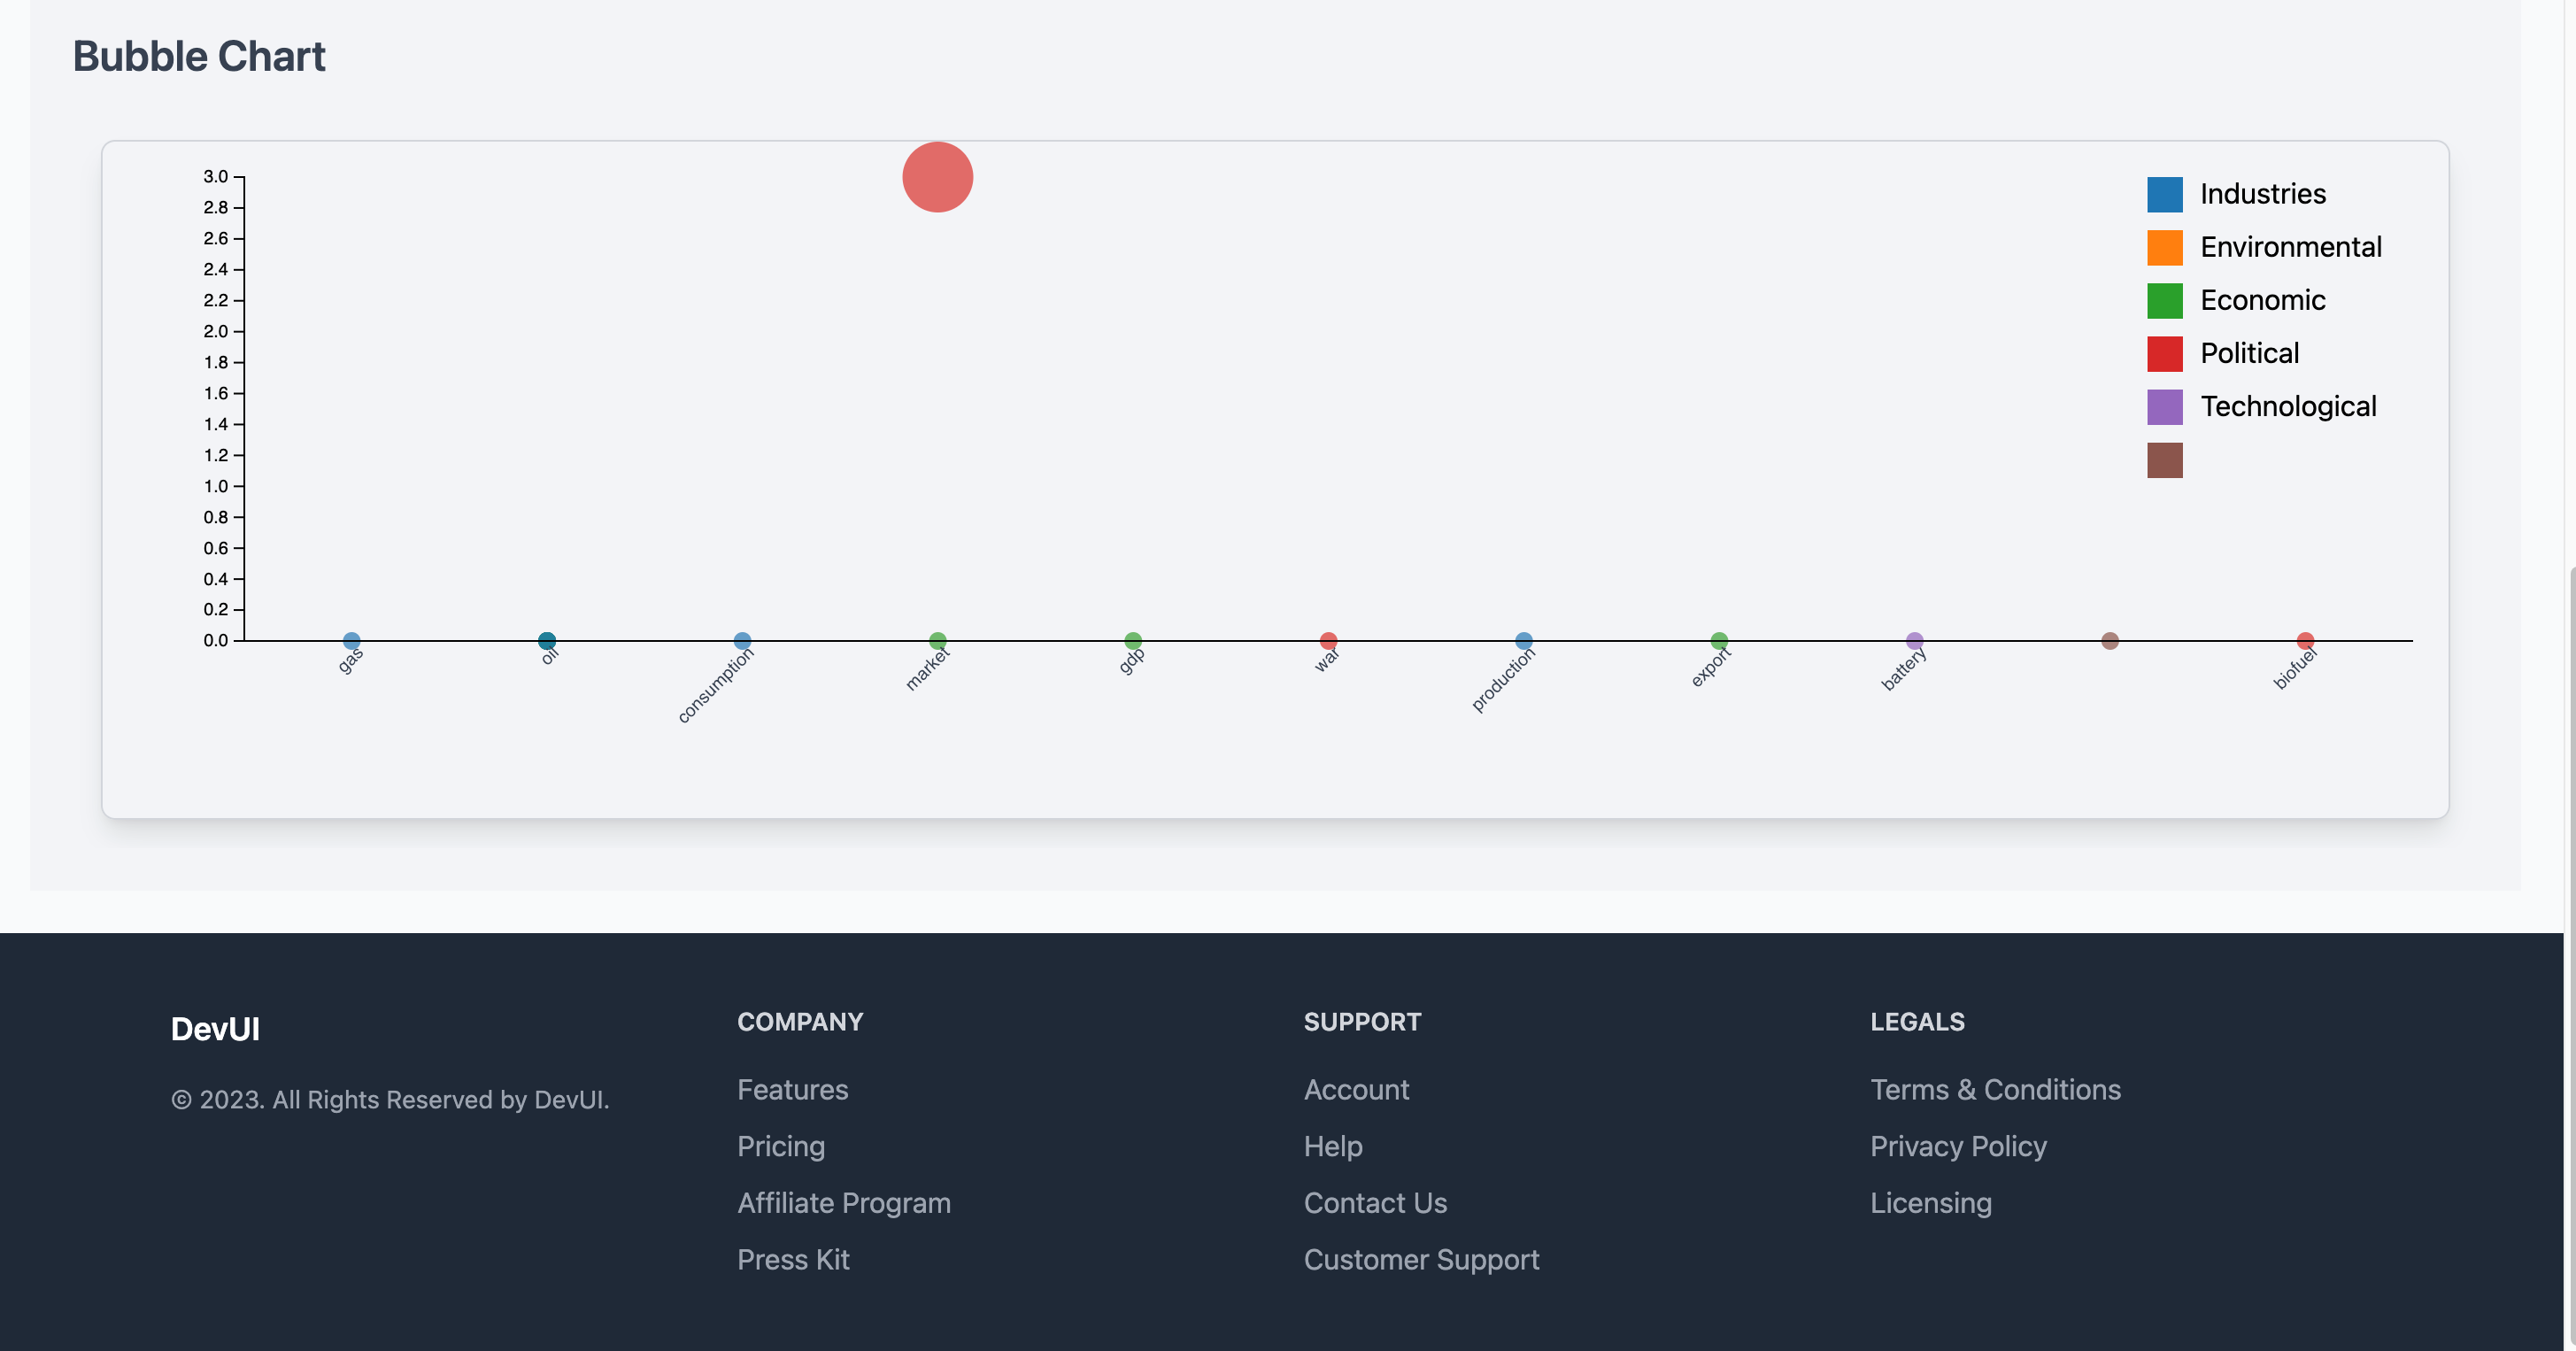 Bubble Chart
3.0
2.8
2.6
2.4
2.2
2.0
1.8
1.6
1.4
1.2
1.0
0.8
0.6
0.4
0.2
0.0
gas
oil
consumption
market
gdp
war
production
export
battery
biofuel
Industries
Environmental
Economic
Political
Technological
DevUI
© 2023. All Rights Reserved by DevUI.
COMPANY
Features
Pricing
Affiliate Program
Press Kit
SUPPORT
Account
Help
Contact Us
Customer Support
LEGALS
Terms & Conditions
Privacy Policy
Licensing